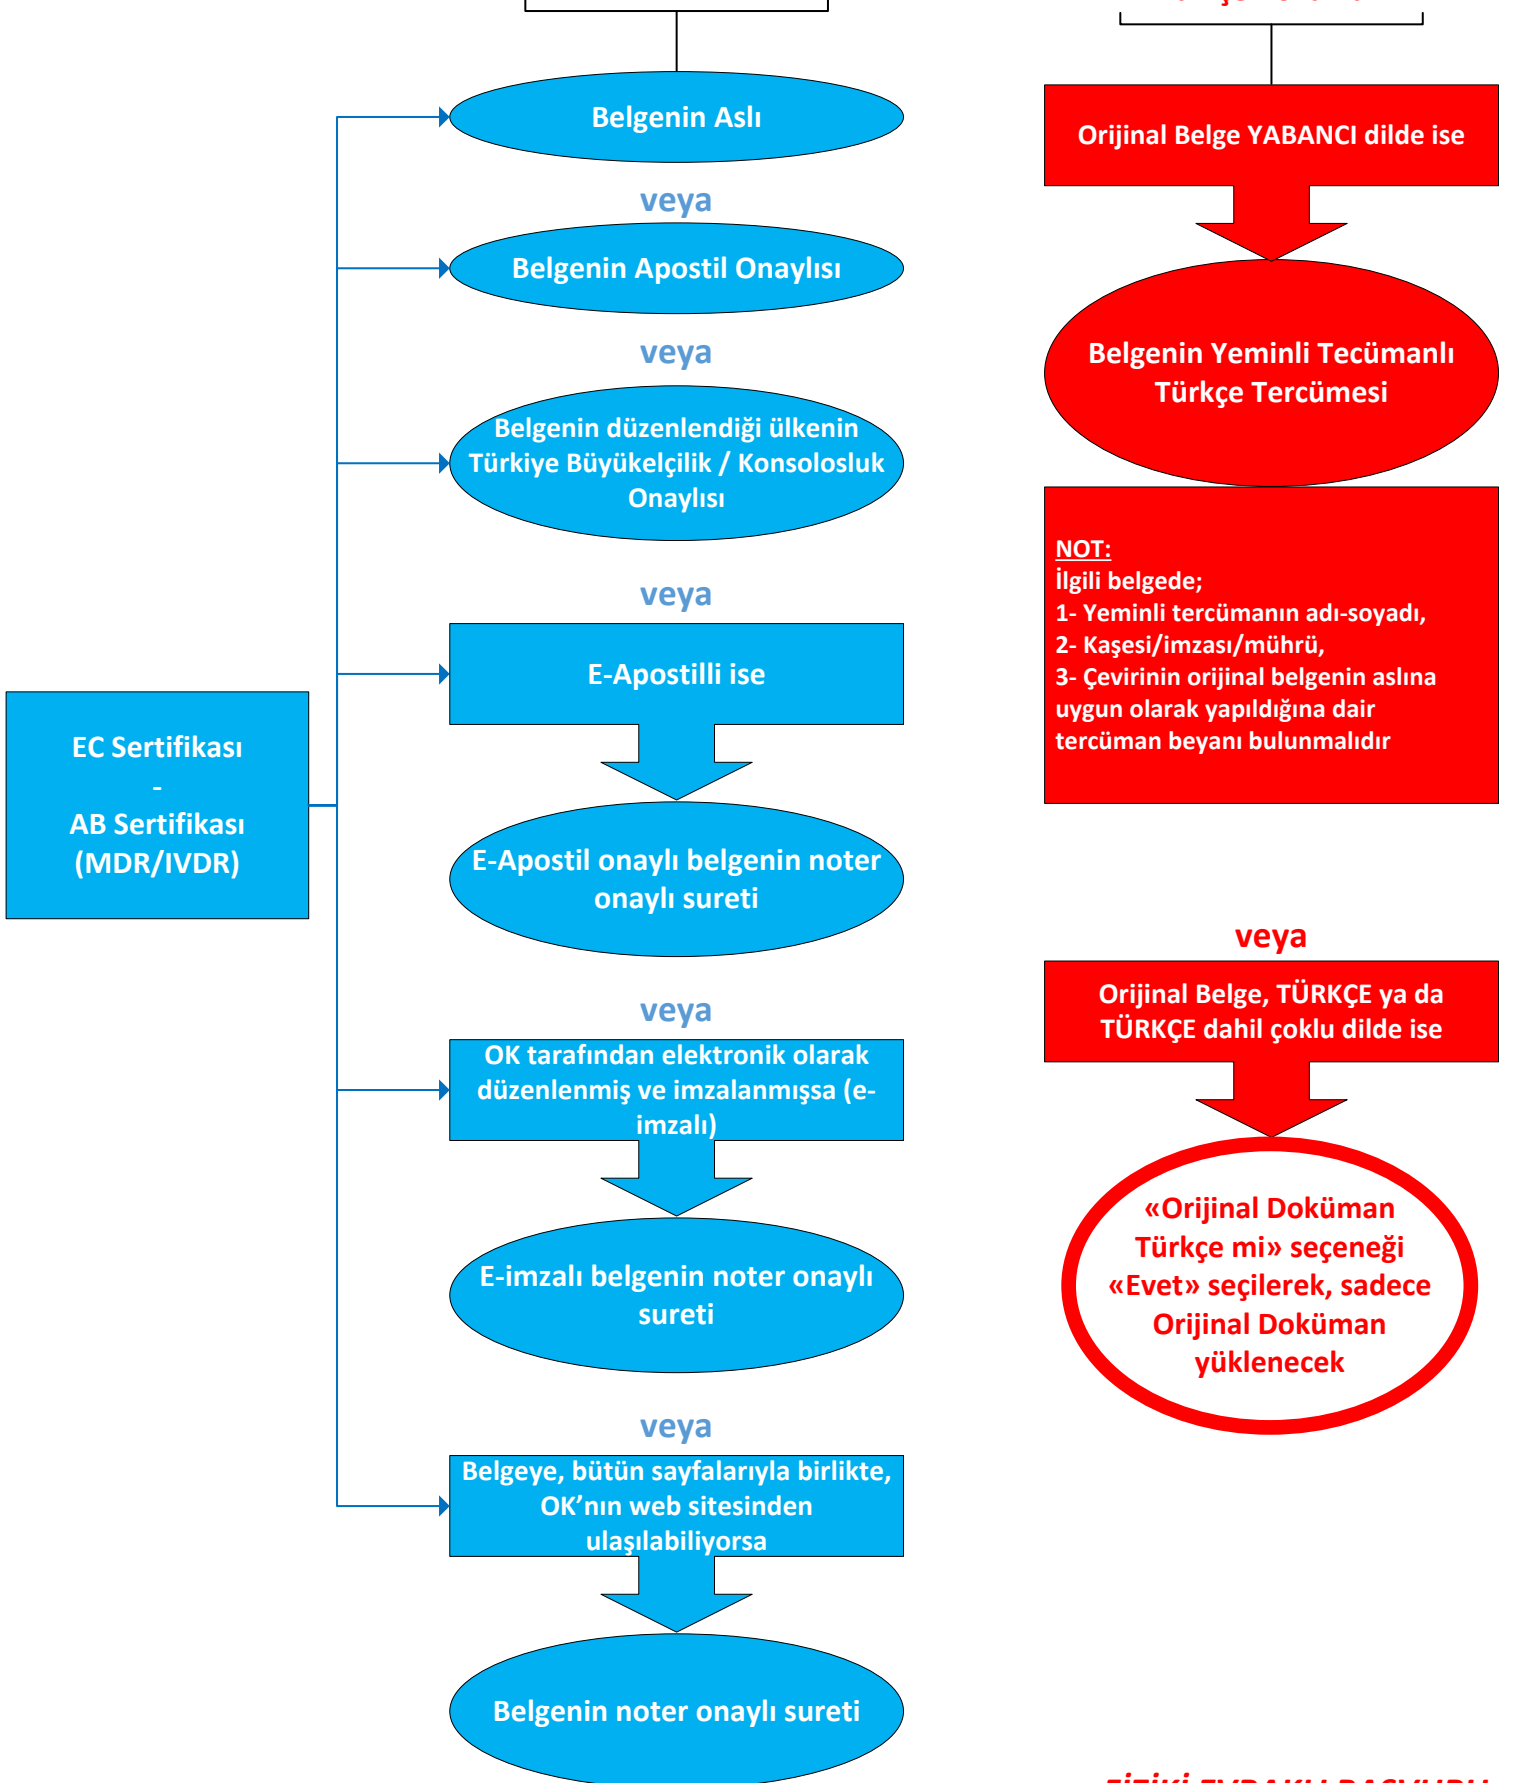 Belgenin Aslı
veya
Belgenin Apostil Onaylısı
veya
Belgenin düzenlendiği ülkenin
Türkiye Büyükelçilik / Konsolosluk
Onaylısı
veya
E-Apostilli ise
EC Sertifikası
-
AB Sertifikası
(MDR/IVDR)
E-Apostil onaylı belgenin noter
onaylı sureti
veya
OK tarafından elektronik olarak
düzenlenmiş ve imzalanmışsa (e-
imzalı)
E-imzalı belgenin noter onaylı
sureti
veya
Belgeye, bütün sayfalarıyla birlikte,
OK’nın web sitesinden
ulaşılabiliyorsa
Belgenin noter onaylı sureti
Orijinal Belge YABANCI dilde ise
Belgenin Yeminli Tecümanlı
Türkçe Tercümesi
NOT:
İlgili belgede;
1- Yeminli tercümanın adı-soyadı,
2- Kaşesi/imzası/mührü,
3- Çevirinin orijinal belgenin aslına
uygun olarak yapıldığına dair
tercüman beyanı bulunmalıdır
veya
Orijinal Belge, TÜRKÇE ya da
TÜRKÇE dahil çoklu dilde ise
«Orijinal Doküman
Türkçe mi» seçeneği
«Evet» seçilerek, sadece
Orijinal Doküman
yüklenecek
FİZİKİ EVRAKLI BAŞVURU